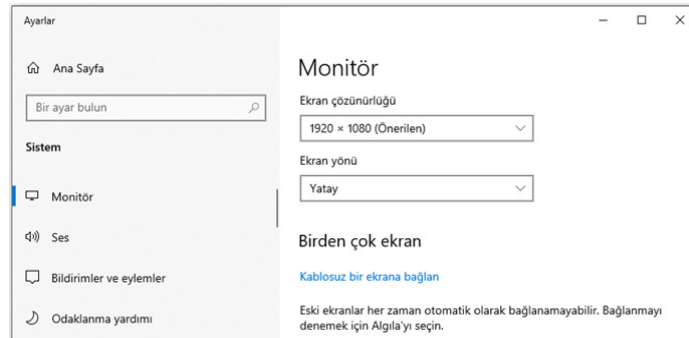 Ayarlar
Ana Sayfa
Bir ayar bulun
Sistem
Monitör
Ses
Bildirimler ve eylemler
Odaklanma yardımı
Monitör
Ekran çözünürlüğü
1920 × 1080 (Önerilen)
Ekran yönü
Yatay
Birden çok ekran
Kablosuz bir ekrana bağlan
Eski ekranlar her zaman otomatik olarak bağlanamayabilir. Bağlanmayı
denemek için Algıla'yı seçin.